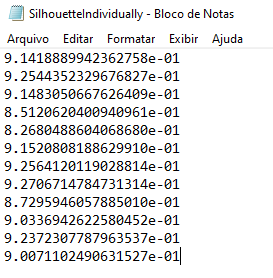 SilhouetteIndividually - Bloco de Notas
Arquivo Editar Formatar Exibir Ajuda
9.1418889942362758e-01
9.2544352329676827e-01
9.1483050667626409e-01
8.5120620400940961e-01
8.2680488604068680e-01
9.1520808188629910e-01
9.2564120119028814e-01
9.2706714784731314e-01
8.7295946057885010e-01
9.0336942622580452e-01
9.2372307787963537e-01
9.0071102490631527e-01